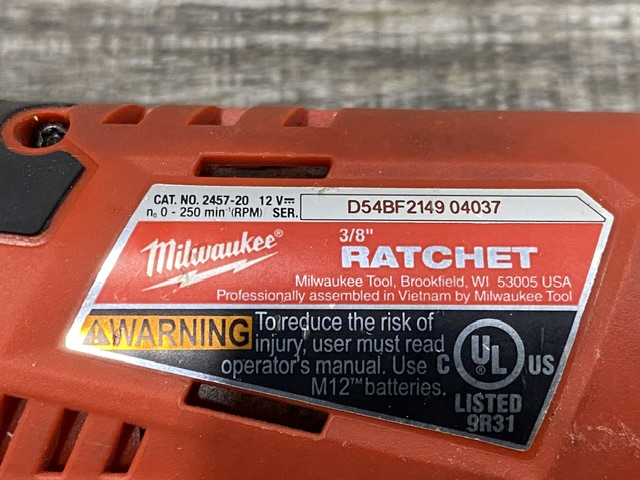 CAT. NO. 2457-20 12 V⎓
n₀ 0 - 250 min⁻¹(RPM) SER. D54BF2149 04037
Milwaukee®
3/8"
RATCHET
Milwaukee Tool, Brookfield, WI 53005 USA
Professionally assembled in Vietnam by Milwaukee Tool
WARNING
To reduce the risk of
injury, user must read
operator's manual. Use
M12™ batteries.
C UL® US
LISTED
9R31